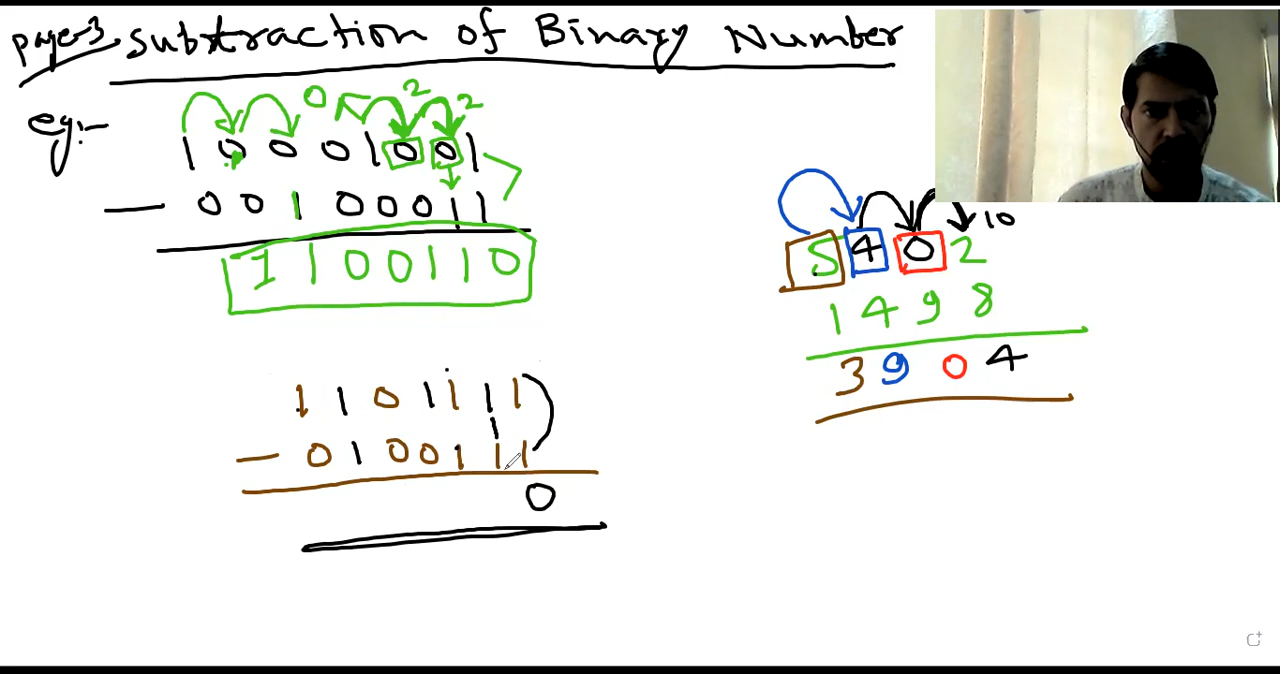 page-3 subtraction of Binary Number
eg:-
0 2 2
1 0 0 0 1 0 0 1
- 0 0 1 0 0 0 1 1
1 1 0 0 1 1 0
1 1 0 1 1 1 1
- 0 1 0 0 1 1 1
0
10
5 4 0 2
1 4 9 8
3 9 0 4